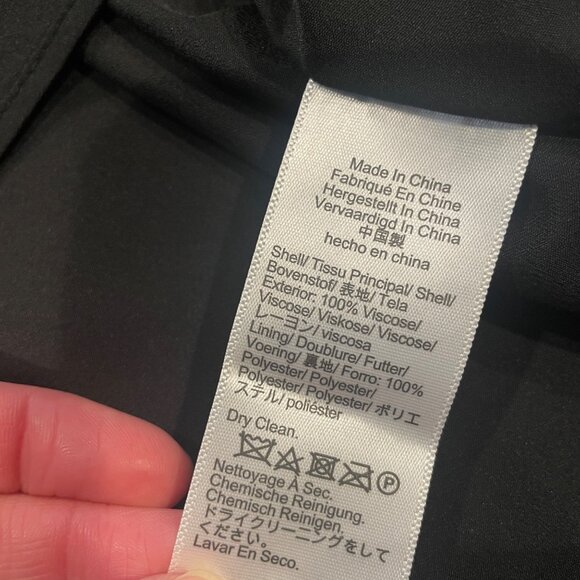 Made In China
Fabriqué En Chine
Hergestellt In China
Vervaardigd In China
中国製
hecho en china
Shell/ Tissu Principal/ Shell/
Bovenstof/ 表地/ Tela
Exterior: 100% Viscose/
Viscose/ Viskose/ Viscose/
レーヨン/ viscosa
Lining/ Doublure/ Futter/
Voering/ 裏地/ Forro: 100%
Polyester/ Polyester/
Polyester/ Polyester/ ポリエ
ステル/ poliéster
Dry Clean.
P
Nettoyage À Sec.
Chemische Reinigung.
Chemisch Reinigen.
ドライクリーニングをして
ください。
Lavar En Seco.